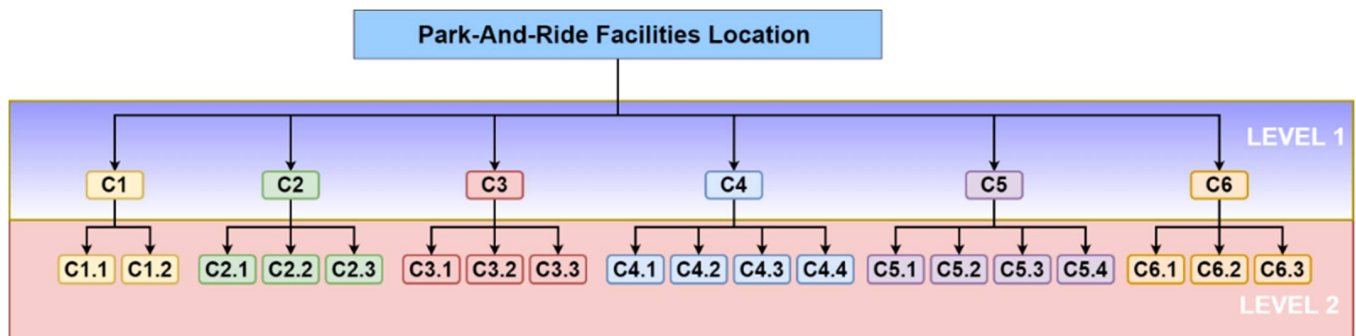 Park-And-Ride Facilities Location
LEVEL 1
C1 C2 C3 C4 C5 C6
C1.1 C1.2 C2.1 C2.2 C2.3 C3.1 C3.2 C3.3 C4.1 C4.2 C4.3 C4.4 C5.1 C5.2 C5.3 C5.4 C6.1 C6.2 C6.3
LEVEL 2